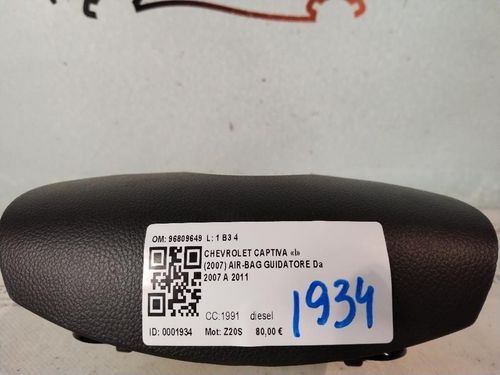 OM: 96809649 L: 1 B3 4
CHEVROLET CAPTIVA «I»
(2007) AIR-BAG GUIDATORE Da
2007 A 2011
CC:1991 diesel
ID: 0001934 Mot: Z20S 80,00 €
1934